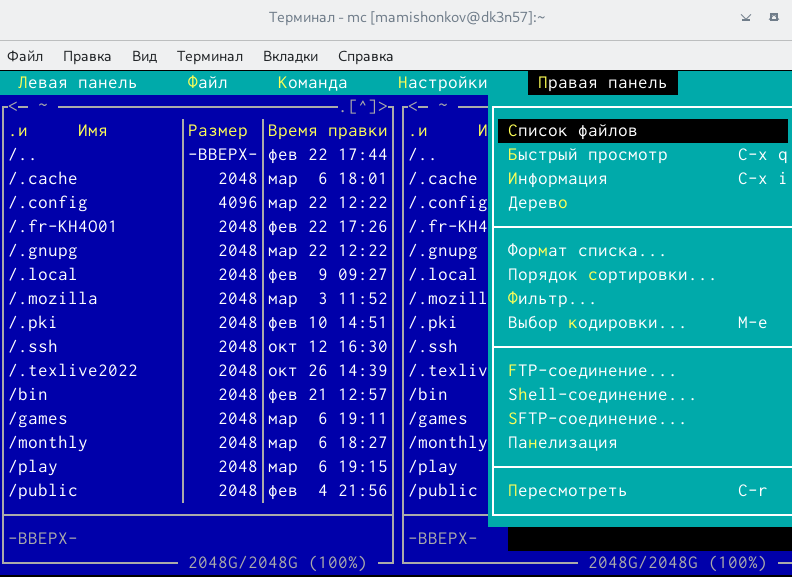 Терминал - mc [mamishonkov@dk3n57]:~
Файл Правка Вид Терминал Вкладки Справка
Левая панель Файл Команда Настройки Правая панель
<- ~ .[^]> <- ~
.и Имя Размер Время правки .и И Список файлов
/.. -ВВЕРХ- фев 22 17:44 /.. Быстрый просмотр C-x q
/.cache 2048 мар 6 18:01 /.cache Информация C-x i
/.config 4096 мар 22 12:22 /.config Дерево
/.fr-KH4O01 2048 фев 22 17:26 /.fr-KH4
/.gnupg 2048 мар 22 12:22 /.gnupg Формат списка...
/.local 2048 фев 9 09:27 /.local Порядок сортировки...
/.mozilla 2048 мар 3 11:52 /.mozill Фильтр...
/.pki 2048 фев 10 14:51 /.pki Выбор кодировки... M-e
/.ssh 2048 окт 12 16:30 /.ssh
/.texlive2022 2048 окт 26 14:39 /.texliv FTP-соединение...
/bin 2048 фев 21 12:57 /bin Shell-соединение...
/games 2048 мар 6 19:11 /games SFTP-соединение...
/monthly 2048 мар 6 18:27 /monthly Панелизация
/play 2048 мар 6 19:15 /play
/public 2048 фев 4 21:56 /public Пересмотреть C-r
-ВВЕРХ- -ВВЕРХ-
2048G/2048G (100%) 2048G/2048G (100%)